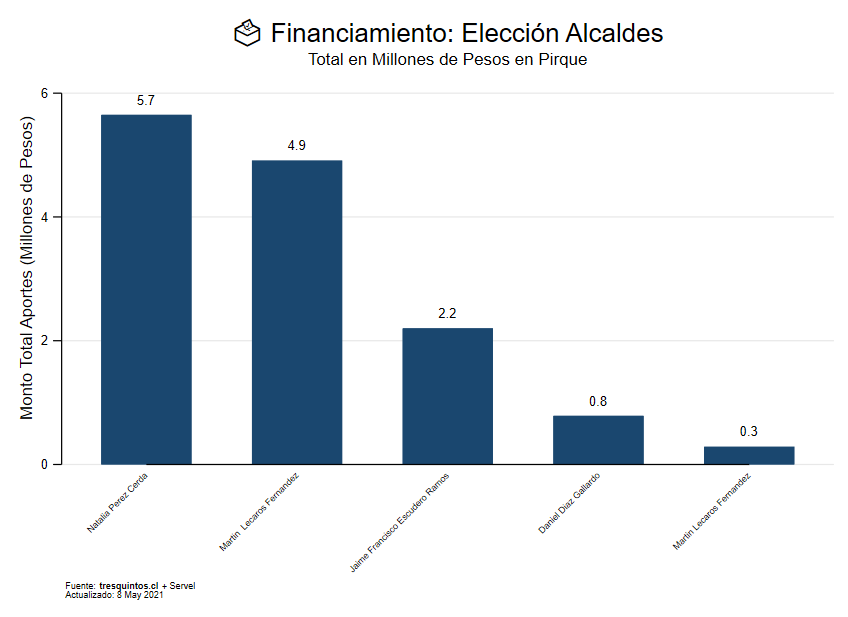 Financiamiento: Elección Alcaldes
Total en Millones de Pesos en Pirque
Monto Total Aportes (Millones de Pesos)
6
4
2
0
5.7
4.9
2.2
0.8
0.3
Natalia Perez Cerda
Martin  Lecaros Fernandez
Jaime Francisco Escudero Ramos
Daniel Diaz Gallardo
Martin Lecaros Fernandez
Fuente: tresquintos.cl + Servel
Actualizado: 8 May 2021